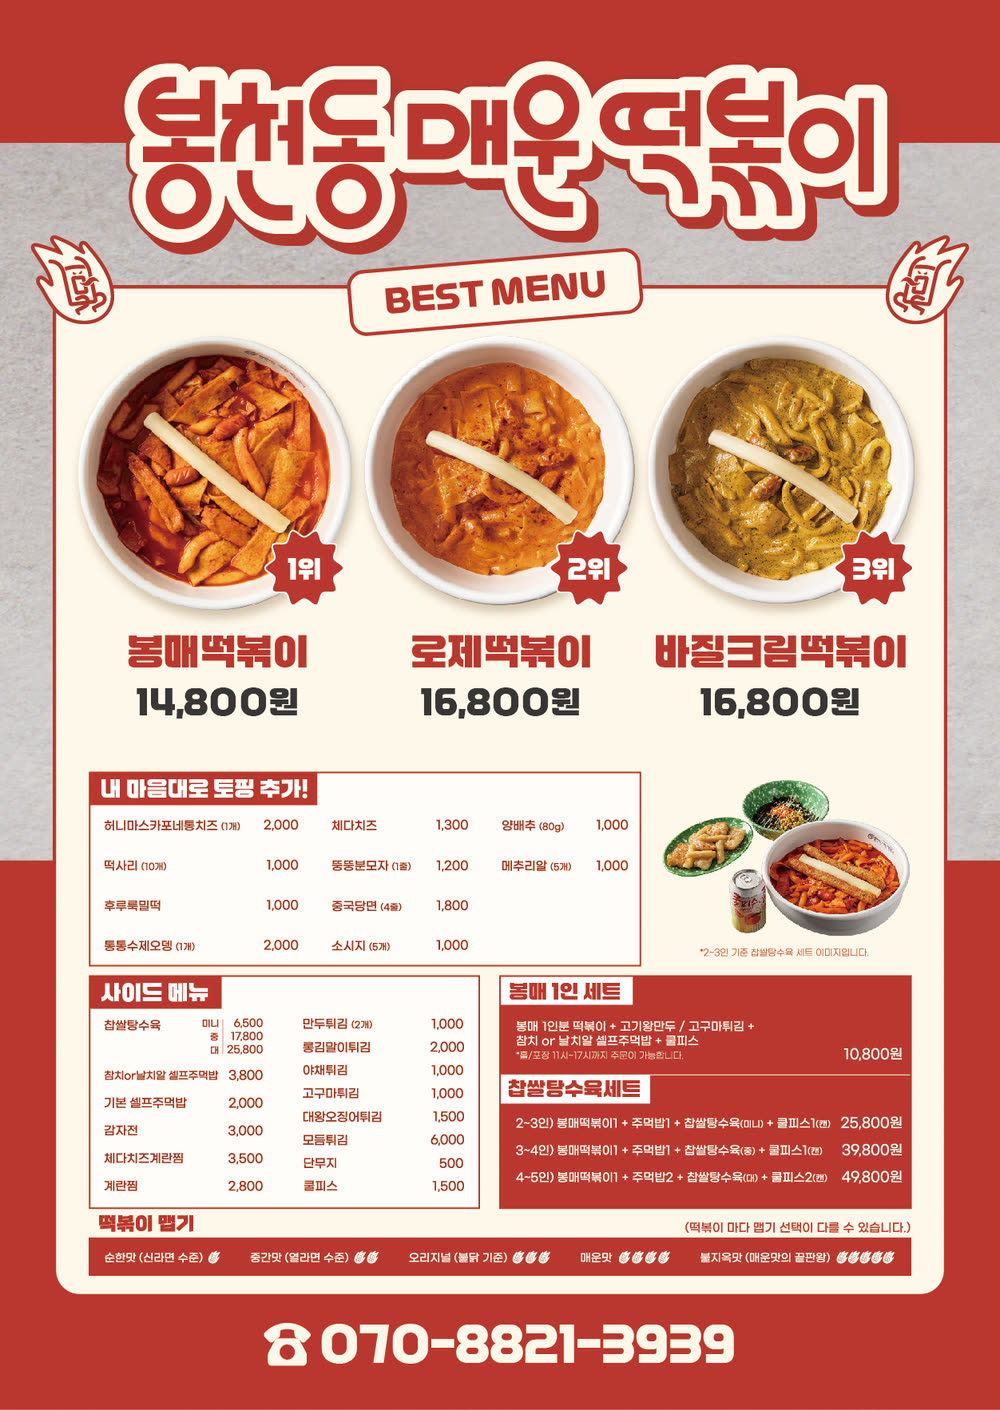 봉천동 매운 떡볶이
BEST MENU
1위
2위
3위
봉매떡볶이
14,800원
로제떡볶이
16,800원
바질크림떡볶이
16,800원
내 마음대로 토핑 추가!
허니마스카포네통치즈 (1개) 2,000
체다치즈 1,300
양배추 (80g) 1,000
떡사리 (10개) 1,000
뚱뚱분모자 (1줄) 1,200
메추리알 (5개) 1,000
후루룩밀떡 1,000
중국당면 (4줄) 1,800
통통수제오뎅 (1개) 2,000
소시지 (5개) 1,000
*2~3인 기준 찹쌀탕수육 세트 이미지입니다.
사이드 메뉴
찹쌀탕수육 미니 6,500
중 17,800
대 25,800
참치or날치알 셀프주먹밥 3,800
기본 셀프주먹밥 2,000
감자전 3,000
체다치즈계란찜 3,500
계란찜 2,800
만두튀김 (2개) 1,000
롱김말이튀김 2,000
야채튀김 1,000
고구마튀김 1,000
대왕오징어튀김 1,500
모듬튀김 6,000
단무지 500
쿨피스 1,500
봉매 1인 세트
봉매 1인분 떡볶이 + 고기왕만두 / 고구마튀김 +
참치 or 날치알 셀프주먹밥 + 쿨피스
*홀/포장 11시~17시까지 주문이 가능합니다. 10,800원
찹쌀탕수육세트
2~3인) 봉매떡볶이1 + 주먹밥1 + 찹쌀탕수육(미니) + 쿨피스1(캔) 25,800원
3~4인) 봉매떡볶이1 + 주먹밥1 + 찹쌀탕수육(중) + 쿨피스1(캔) 39,800원
4~5인) 봉매떡볶이1 + 주먹밥2 + 찹쌀탕수육(대) + 쿨피스2(캔) 49,800원
떡볶이 맵기
(떡볶이 마다 맵기 선택이 다를 수 있습니다.)
순한맛 (신라면 수준) 중간맛 (열라면 수준) 오리지널 (불닭 기준) 매운맛 불지옥맛 (매운맛의 끝판왕)
070-8821-3939